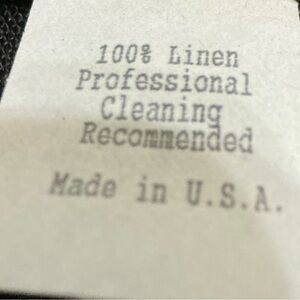 100% Linen
Professional
Cleaning
Recommended
Made in U.S.A.